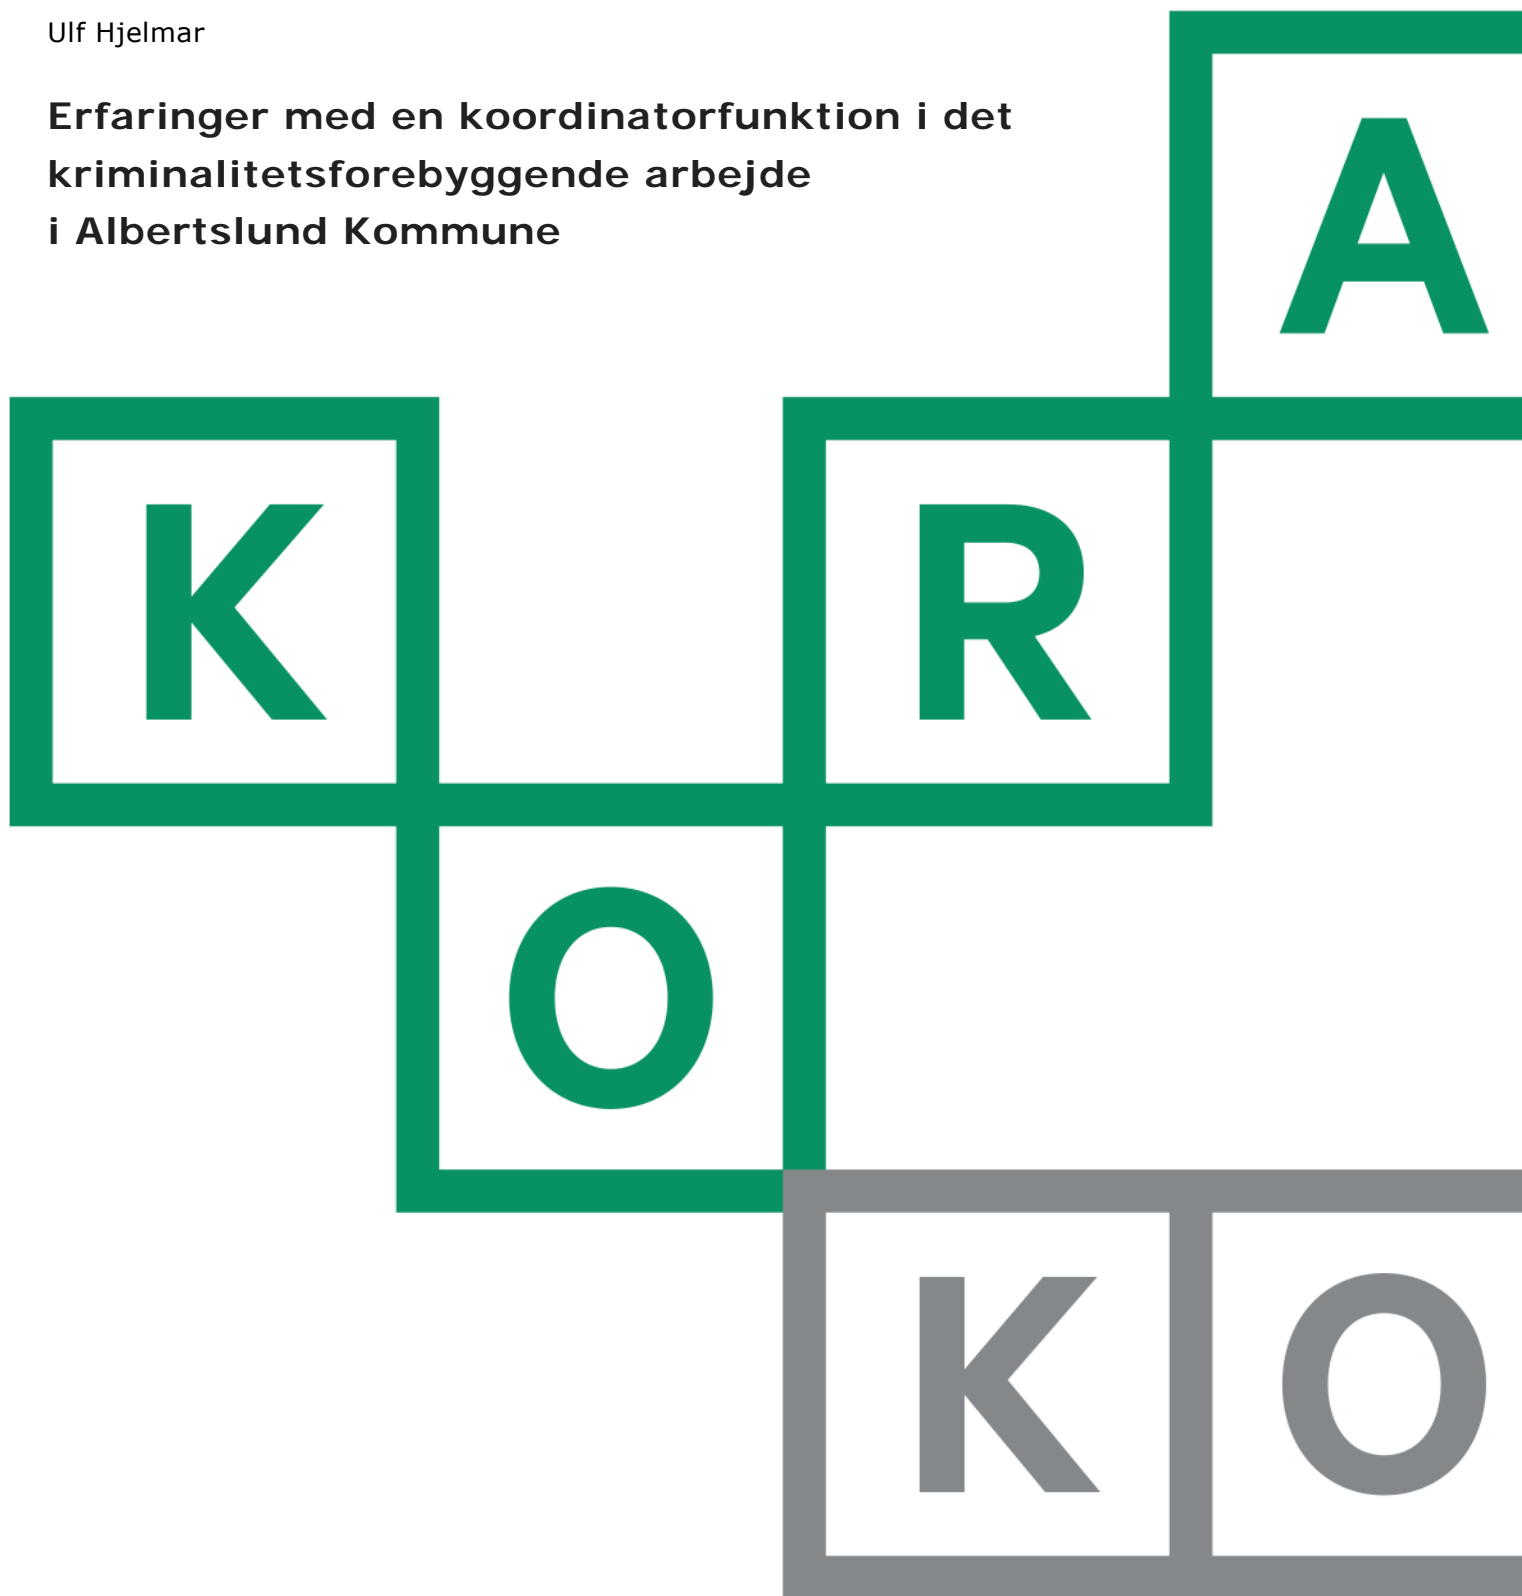 Ulf Hjelmar
Erfaringer med en koordinatorfunktion i det
kriminalitetsforebyggende arbejde
i Albertslund Kommune
A
K
R
O
K
O